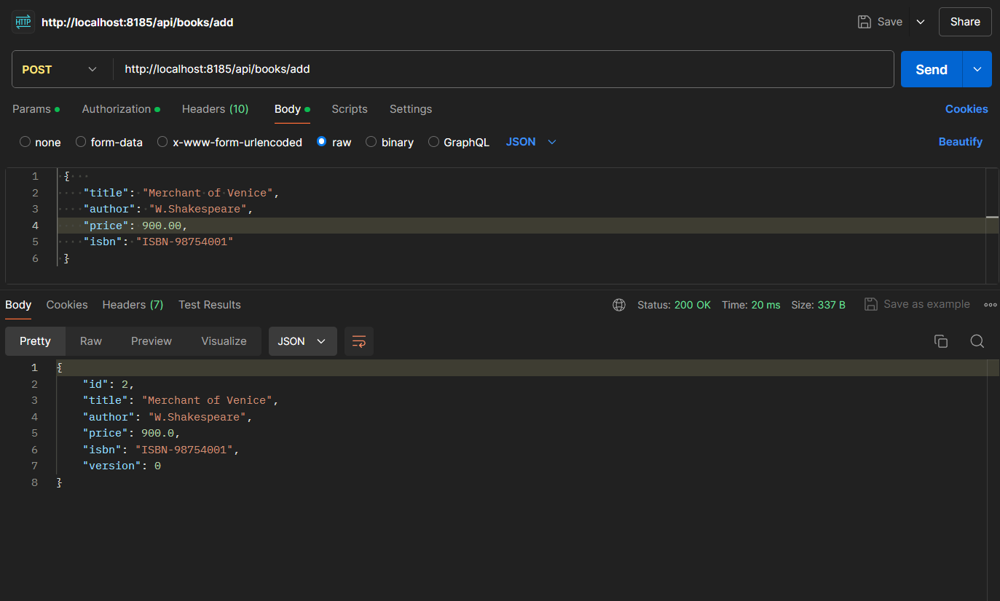 HTTP http://localhost:8185/api/books/add Save Share
POST http://localhost:8185/api/books/add Send
Params Authorization Headers (10) Body Scripts Settings Cookies
none form-data x-www-form-urlencoded raw binary GraphQL JSON Beautify
1 {
2 "title": "Merchant of Venice",
3 "author": "W.Shakespeare",
4 "price": 900.00,
5 "isbn": "ISBN-98754001"
6 }
Body Cookies Headers (7) Test Results Status: 200 OK Time: 20 ms Size: 337 B Save as example
Pretty Raw Preview Visualize JSON
1 {
2 "id": 2,
3 "title": "Merchant of Venice",
4 "author": "W.Shakespeare",
5 "price": 900.0,
6 "isbn": "ISBN-98754001",
7 "version": 0
8 }